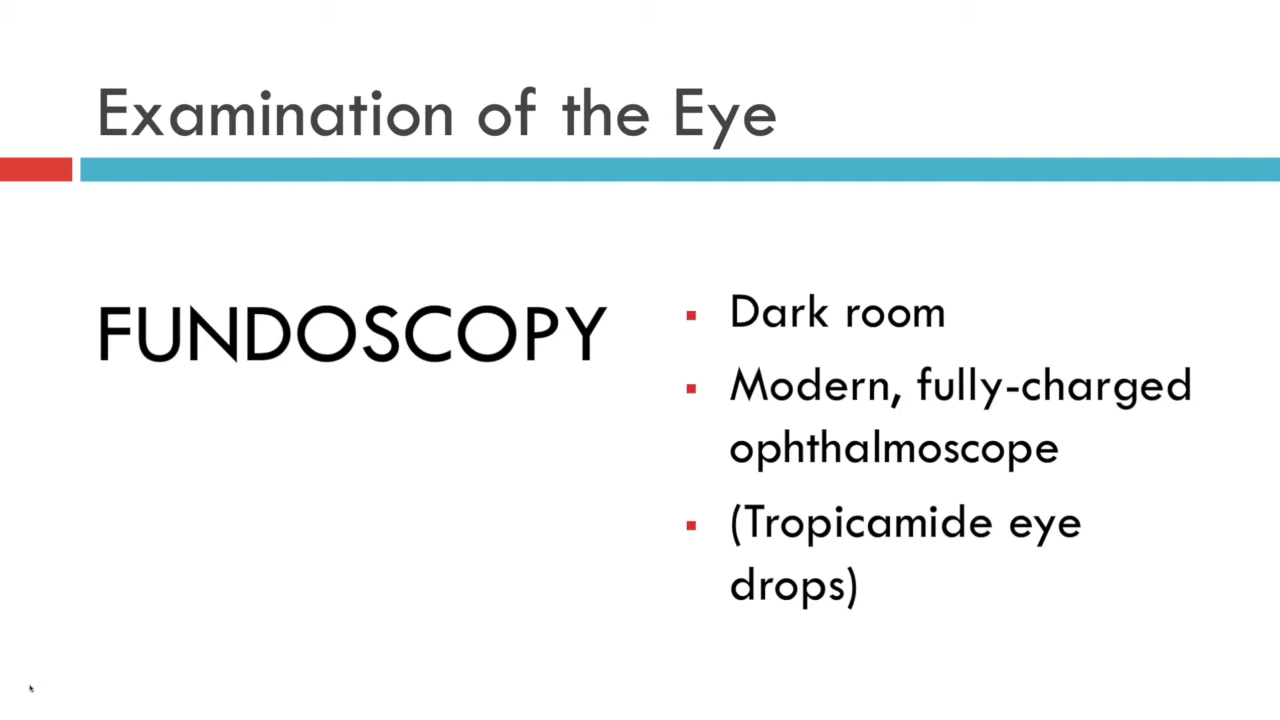 Examination of the Eye
FUNDOSCOPY
Dark room
Modern, fully-charged
ophthalmoscope
(Tropicamide eye
drops)